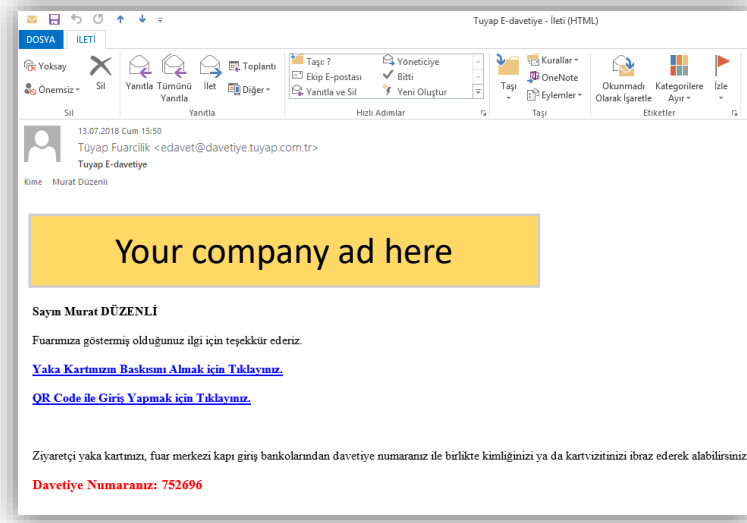 Tuyap E-davetiye - İleti (HTML)
DOSYA İLETİ
Yoksay Önemsiz Sil Yanıtla Tümünü Yanıtla İlet Toplantı Diğer
Taşı: ? Ekip E-postası Yanıtla ve Sil Yöneticiye Bitti Yeni Oluştur
Taşı Kurallar OneNote Eylemler Okunmadı Olarak İşaretle Kategorilere Ayır İzle
Sil Yanıtla Hızlı Adımlar Taşı Etiketler
13.07.2018 Cum 15:50
Tüyap Fuarcilik <edavet@davetiye.tuyap.com.tr>
Tuyap E-davetiye
Kime Murat Düzenli
Your company ad here
Sayın Murat DÜZENLİ
Fuarımıza göstermiş olduğunuz ilgi için teşekkür ederiz.
Yaka Kartınızın Baskısını Almak için Tıklayınız.
QR Code ile Giriş Yapmak için Tıklayınız.
Ziyaretçi yaka kartınızı, fuar merkezi kapı giriş bankolarından davetiye numaranız ile birlikte kimliğinizi ya da kartvizitinizi ibraz ederek alabilirsiniz
Davetiye Numaranız: 752696